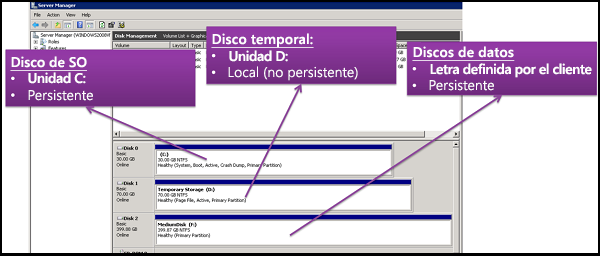 Server Manager
File Action View Help
Server Manager (WINDOWS2008
Roles
Features
Disk Management Volume List + Graphic
Volume Layout Type
Space
Disco de SO
• Unidad C:
• Persistente
Disco temporal:
• Unidad D:
• Local (no persistente)
Discos de datos
• Letra definida por el cliente
• Persistente
Disk 0
Basic
30.00 GB
Online
(C:)
30.00 GB NTFS
Healthy (System, Boot, Active, Crash Dump, Primary Partition)
Disk 1
Basic
70.00 GB
Online
Temporary Storage (D:)
70.00 GB NTFS
Healthy (Page File, Active, Primary Partition)
Disk 2
Basic
399.88 GB
Online
MediumDisk (F:)
399.87 GB NTFS
Healthy (Primary Partition)